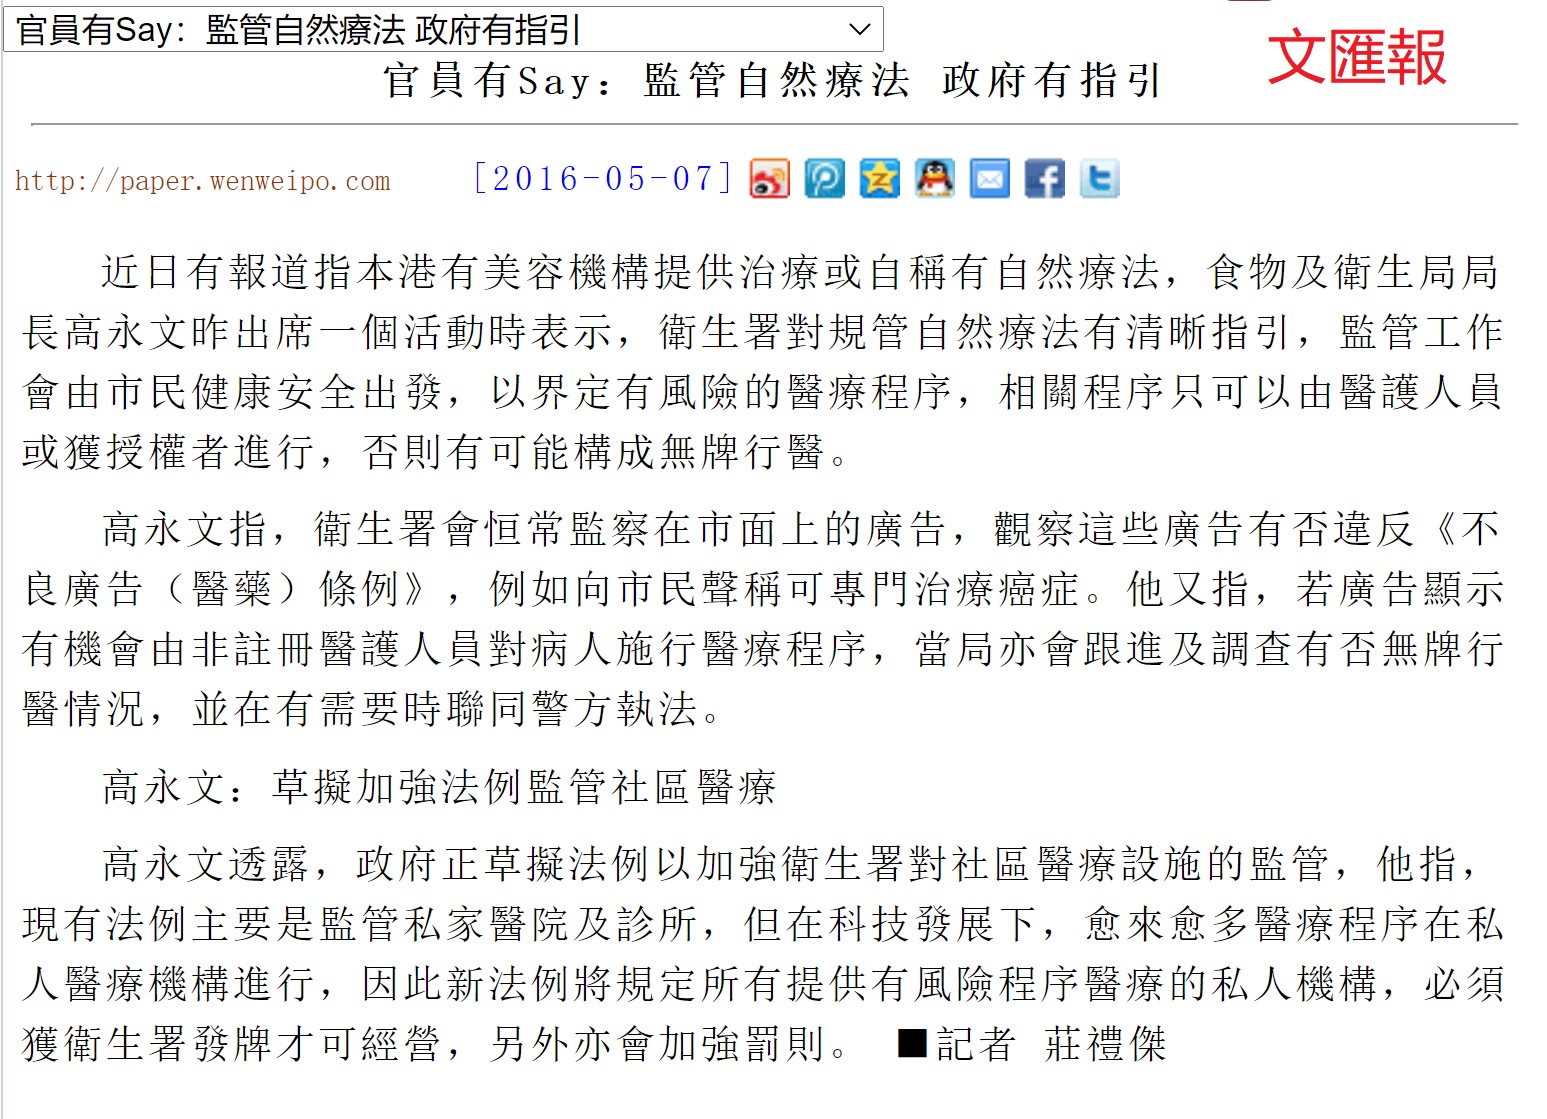 官員有Say：監管自然療法 政府有指引
文匯報
官員有Say：監管自然療法 政府有指引
http://paper.wenweipo.com [2016-05-07]
近日有報道指本港有美容機構提供治療或自稱有自然療法，食物及衛生局局
長高永文昨出席一個活動時表示，衛生署對規管自然療法有清晰指引，監管工作
會由市民健康安全出發，以界定有風險的醫療程序，相關程序只可以由醫護人員
或獲授權者進行，否則有可能構成無牌行醫。
高永文指，衛生署會恒常監察在市面上的廣告，觀察這些廣告有否違反《不
良廣告（醫藥）條例》，例如向市民聲稱可專門治療癌症。他又指，若廣告顯示
有機會由非註冊醫護人員對病人施行醫療程序，當局亦會跟進及調查有否無牌行
醫情況，並在有需要時聯同警方執法。
高永文：草擬加強法例監管社區醫療
高永文透露，政府正草擬法例以加強衛生署對社區醫療設施的監管，他指，
現有法例主要是監管私家醫院及診所，但在科技發展下，愈來愈多醫療程序在私
人醫療機構進行，因此新法例將規定所有提供有風險程序醫療的私人機構，必須
獲衛生署發牌才可經營，另外亦會加強罰則。 ■記者 莊禮傑